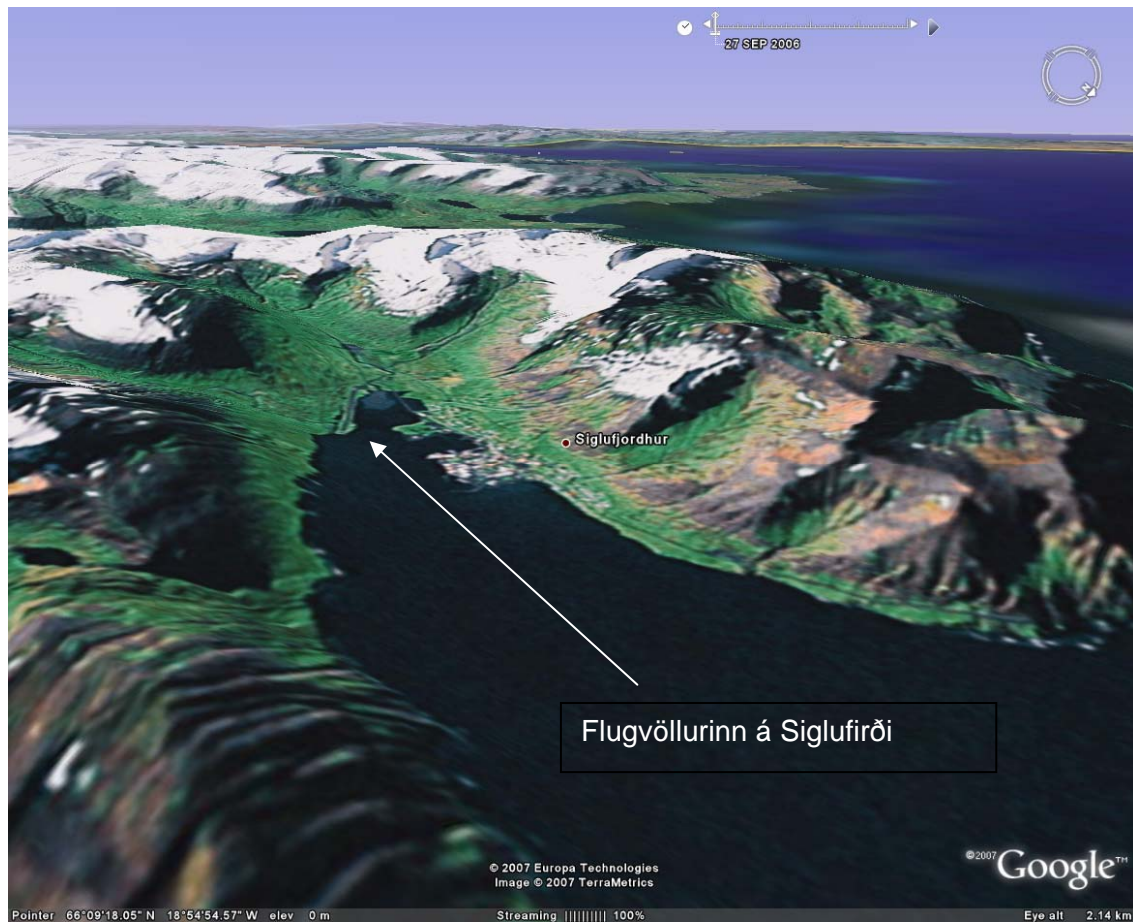 27 SEP 2006
N
Siglufjordhur
Flugvöllurinn á Siglufirði
© 2007 Europa Technologies
Image © 2007 TerraMetrics
©2007 Google™
Pointer 66°09'18.05" N 18°54'54.57" W elev 0 m Streaming |||||||||| 100% Eye alt 2.14 km